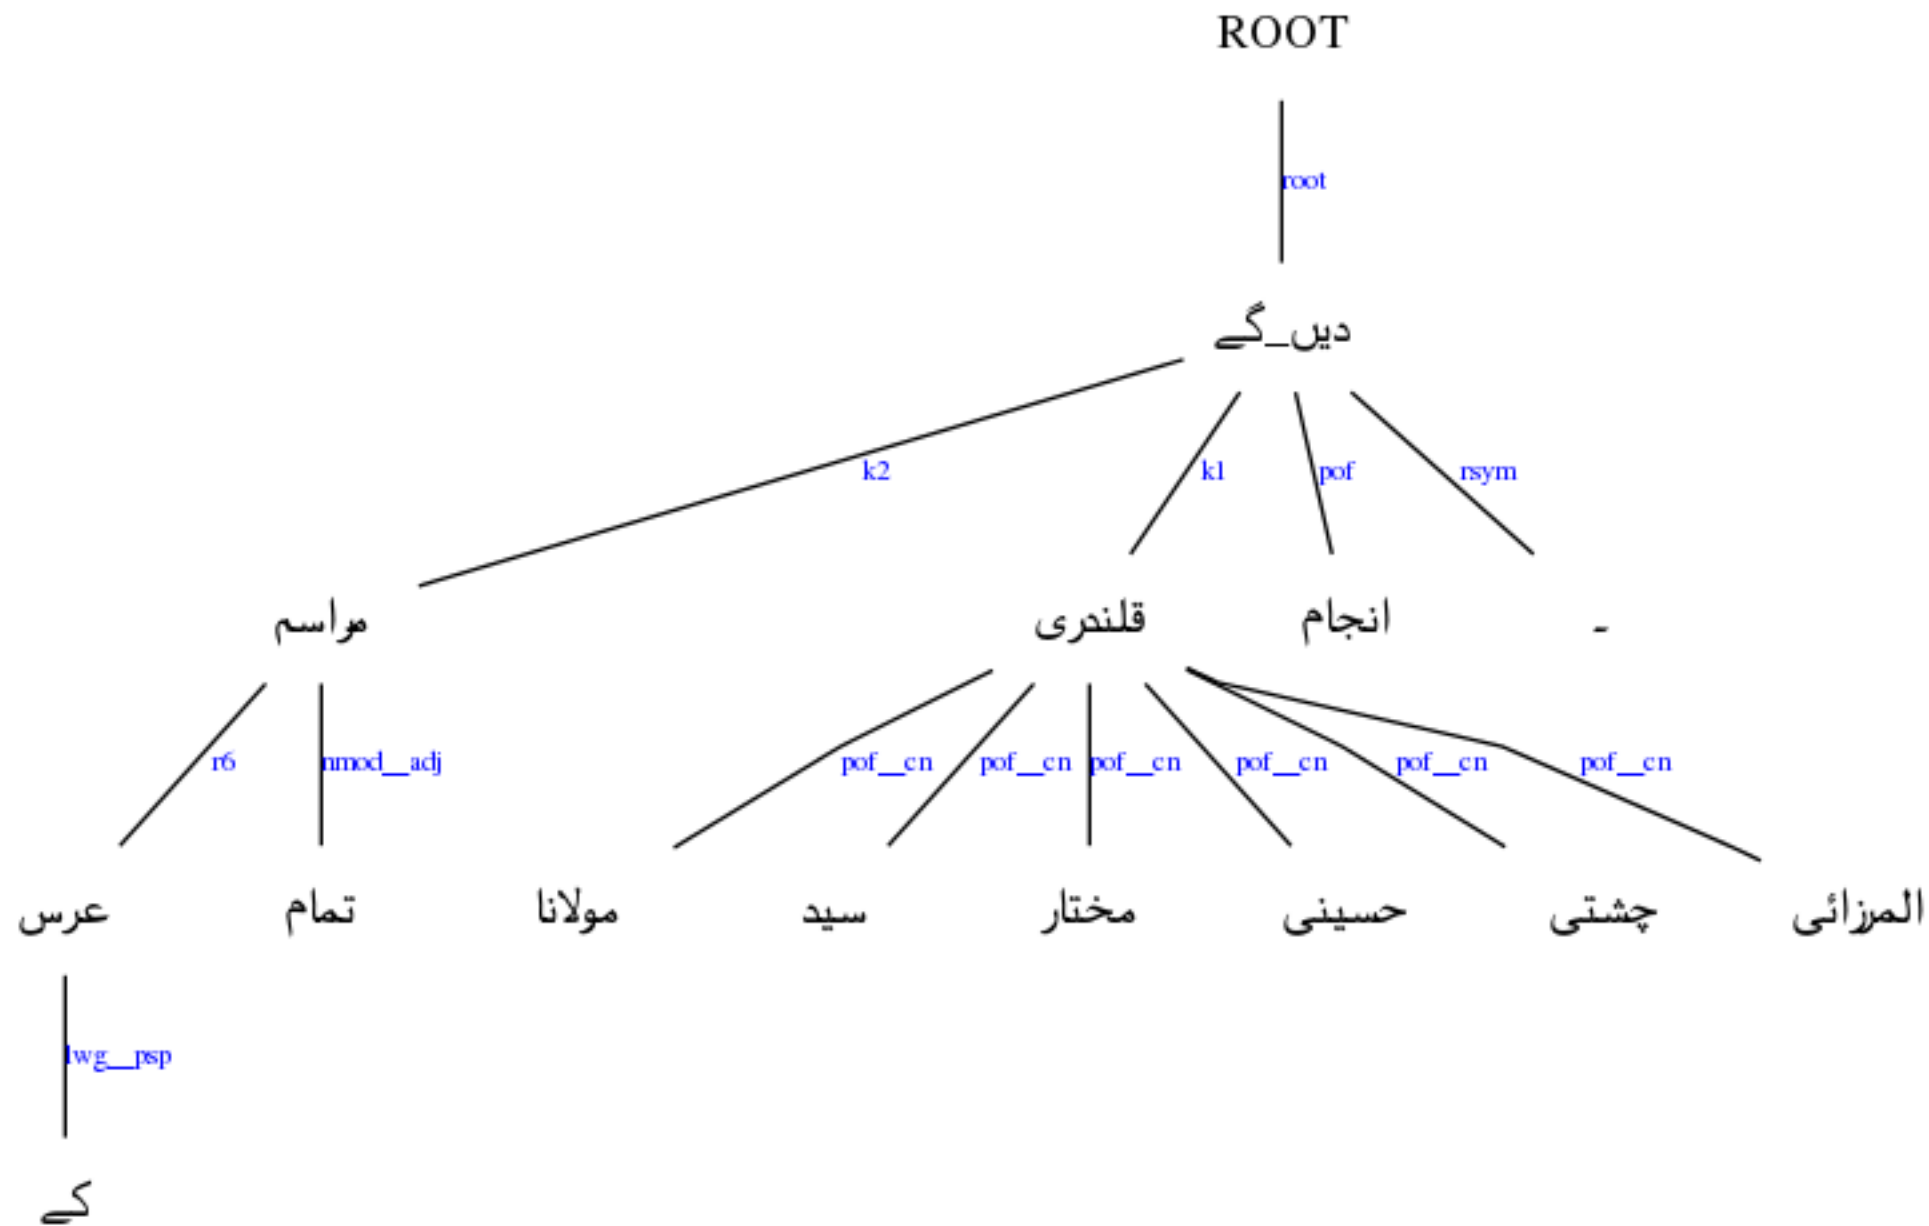 ROOT
root
دیں_گے
k2 k1 pof rsym
مراسم قلندری انجام ۔
r6 nmod__adj pof__cn pof__cn pof__cn pof__cn pof__cn pof__cn
عرس تمام مولانا سید مختار حسینی چشتی المرزائی
lwg__psp
کے